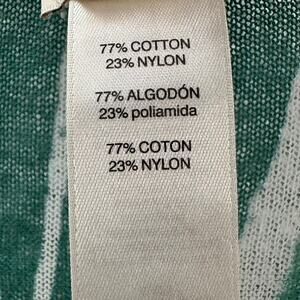 77% COTTON
23% NYLON
77% ALGODÓN
23% poliamida
77% COTON
23% NYLON